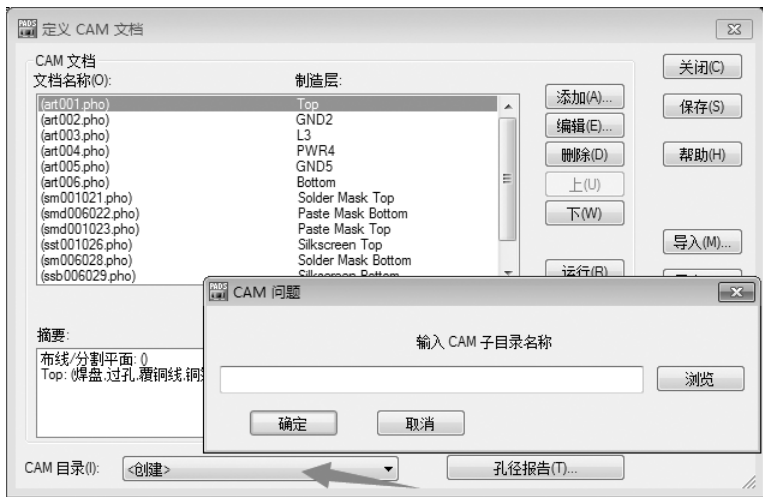 PADS 定义 CAM 文档
CAM 文档
文档名称(O): 制造层:
(art001.pho) Top
(art002.pho) GND2
(art003.pho) L3
(art004.pho) PWR4
(art005.pho) GND5
(art006.pho) Bottom
(sm001021.pho) Solder Mask Top
(smd006022.pho) Paste Mask Bottom
(smd001023.pho) Paste Mask Top
(sst001026.pho) Silkscreen Top
(sm006028.pho) Solder Mask Bottom
(ssb006029.pho) Silkscreen Bottom
添加(A)...
编辑(E)...
删除(D)
上(U)
下(W)
运行(R)
关闭(C)
保存(S)
帮助(H)
导入(M)...
摘要:
布线/分割平面: ()
Top: (焊盘.过孔.覆铜线.铜
PADS CAM 问题
输入 CAM 子目录名称
浏览
确定 取消
CAM 目录(I): <创建> 孔径报告(T)...